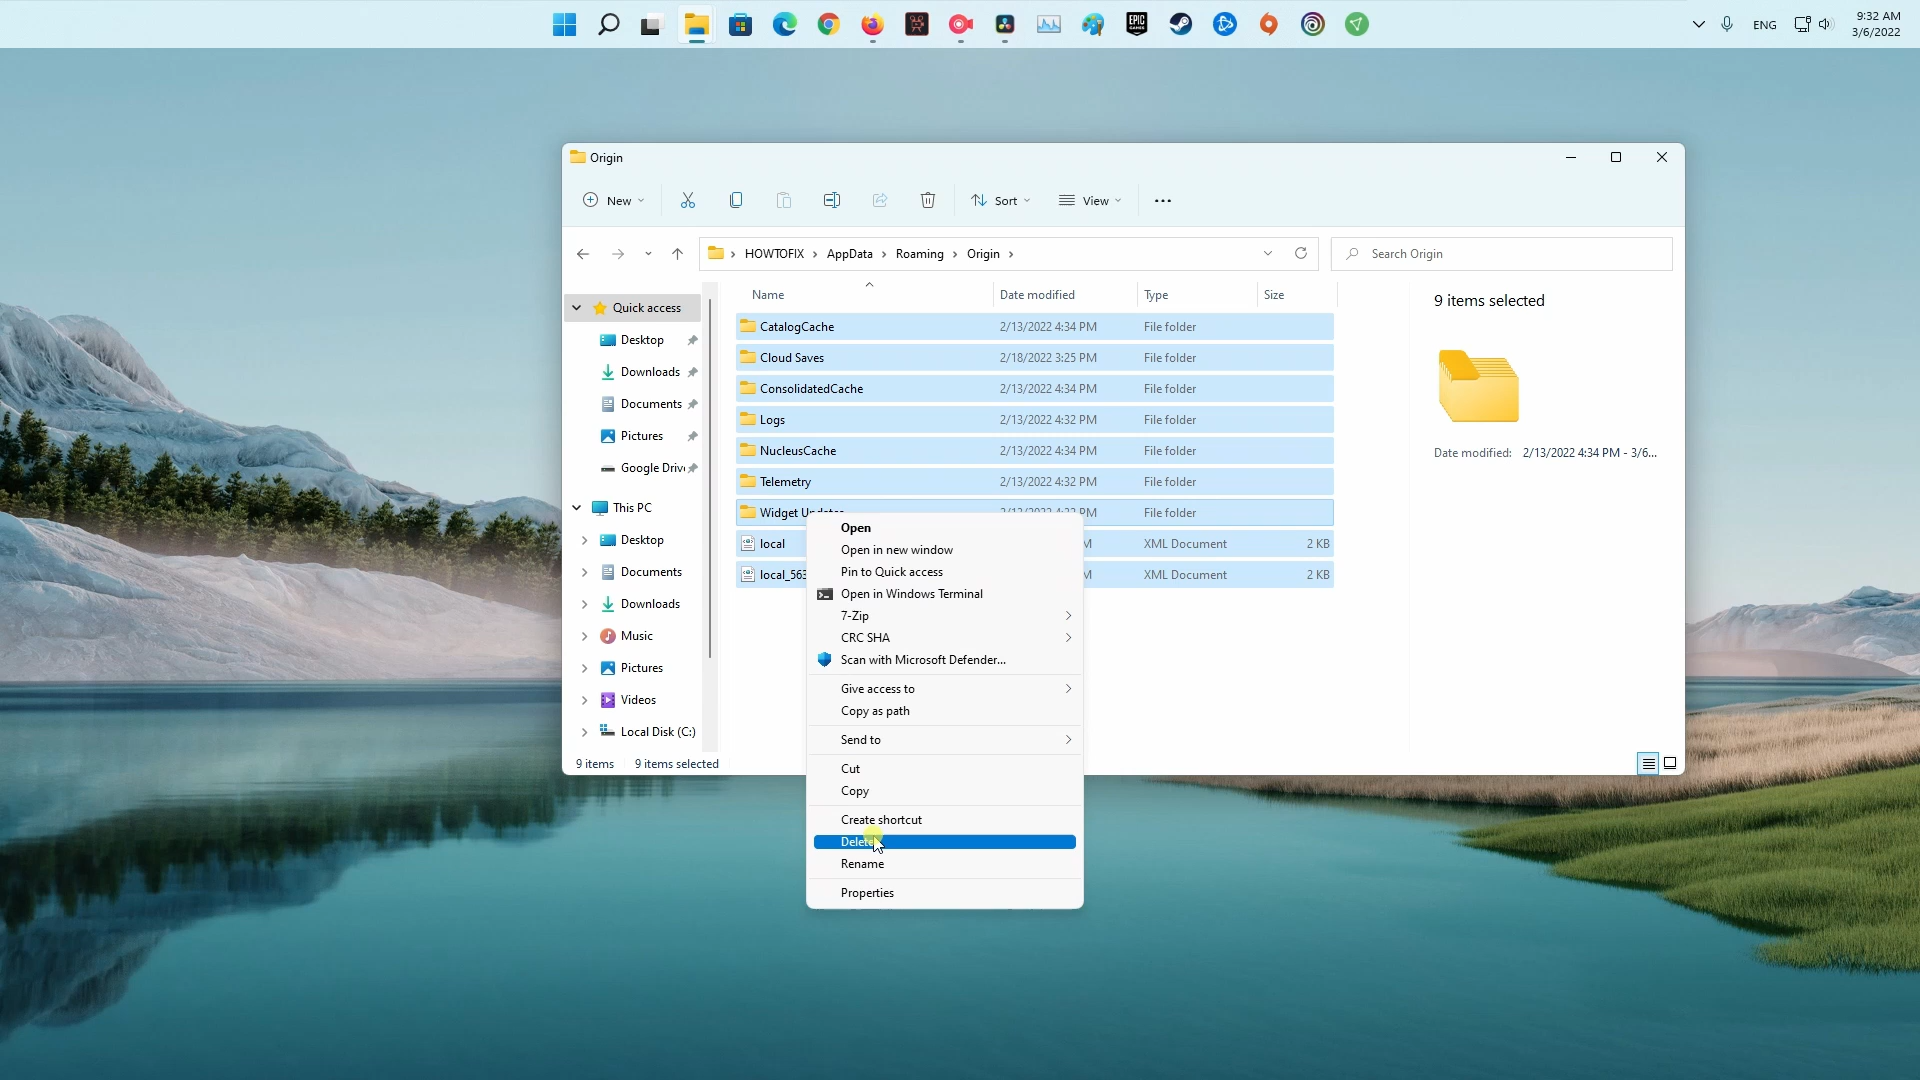 EPIC GAMES
ENG
9:32 AM
3/6/2022
Origin
New
Sort
View
HOWTOFIX > AppData > Roaming > Origin >
Search Origin
Quick access
Desktop
Downloads
Documents
Pictures
Google Driv
This PC
Desktop
Documents
Downloads
Music
Pictures
Videos
Local Disk (C:)
Name Date modified Type Size
CatalogCache 2/13/2022 4:34 PM File folder
Cloud Saves 2/18/2022 3:25 PM File folder
ConsolidatedCache 2/13/2022 4:34 PM File folder
Logs 2/13/2022 4:32 PM File folder
NucleusCache 2/13/2022 4:34 PM File folder
Telemetry 2/13/2022 4:32 PM File folder
Widget File folder
local M XML Document 2 KB
local_563 M XML Document 2 KB
9 items selected
Date modified: 2/13/2022 4:34 PM - 3/6...
Open
Open in new window
Pin to Quick access
Open in Windows Terminal
7-Zip
CRC SHA
Scan with Microsoft Defender...
Give access to
Copy as path
Send to
Cut
Copy
Create shortcut
Delete
Rename
Properties
9 items 9 items selected